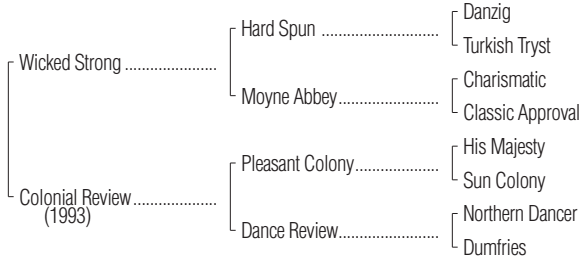 Danzig
Hard Spun ........................
Turkish Tryst
Wicked Strong .....................
Charismatic
Moyne Abbey.......................
Classic Approval
His Majesty
Pleasant Colony...................
Sun Colony
Colonial Review...................
(1993)
Northern Dancer
Dance Review.......................
Dumfries